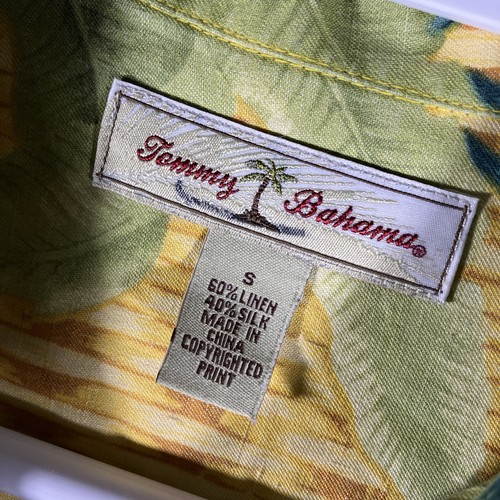 Tommy Bahama®
S
60% LINEN
40% SILK
MADE IN
CHINA
COPYRIGHTED
PRINT